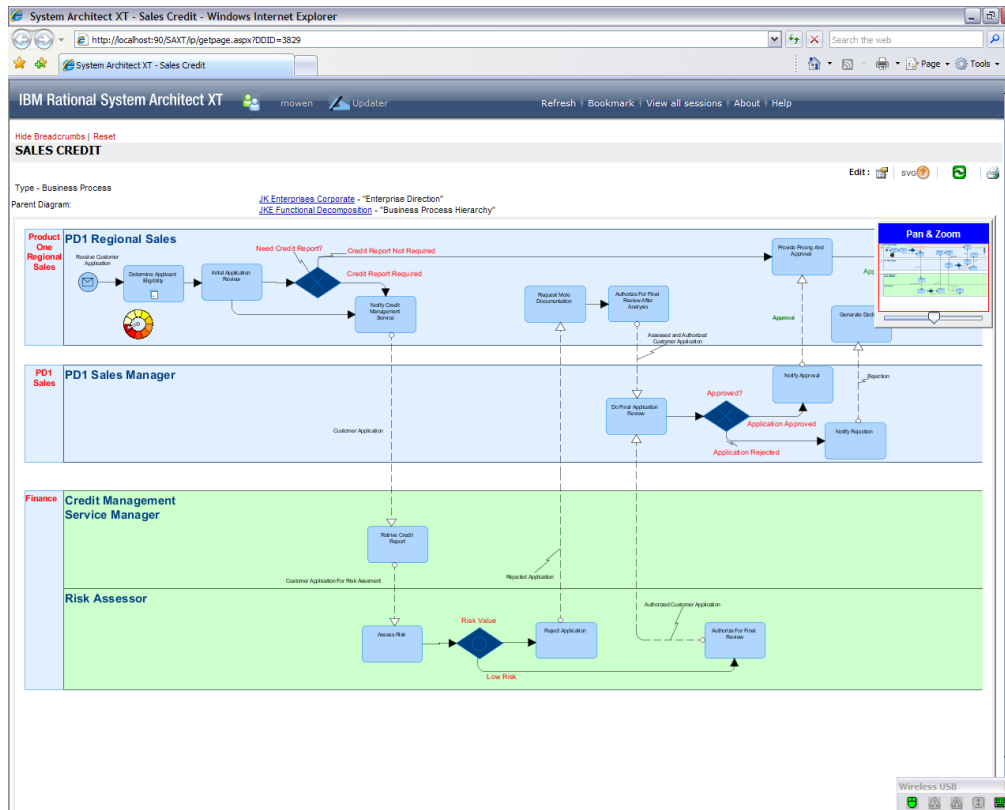 System Architect XT - Sales Credit - Windows Internet Explorer
http://localhost:90/SAXT/ip/getpage.aspx?DDID=3829
Search the web
System Architect XT - Sales Credit
Page
Tools
IBM Rational System Architect XT
mowen
Updater
Refresh
Bookmark
View all sessions
About
Help
Hide Breadcrumbs | Reset
SALES CREDIT
Edit :
svg
Type - Business Process
Parent Diagram:
JK Enterprises Corporate - "Enterprise Direction"
JKE Functional Decomposition - "Business Process Hierarchy"
Product
One
Regional
Sales
PD1 Regional Sales
Receive Customer
Application
Determine Applicant
Eligibility
Initial Application
Review
Need Credit Report?
Credit Report Not Required
Credit Report Required
Notify Credit
Management
Service
Request More
Documentation
Authorize For Final
Review After
Analysis
Assessed and Authorized
Customer Application
Provide Pricing And
Approval
Approval
Generate
Pan & Zoom
PD1
Sales
PD1 Sales Manager
Customer Application
Do Final Application
Review
Approved?
Application Approved
Application Rejected
Notify Approval
Rejection
Notify Rejection
Finance
Credit Management
Service Manager
Retrive Credit
Report
Customer Application For Risk Assement
Rejected Application
Risk Assessor
Assess Risk
Risk Value
Low Risk
Reject Application
Authorized Customer Application
Authorize For Final
Review
Wireless USB